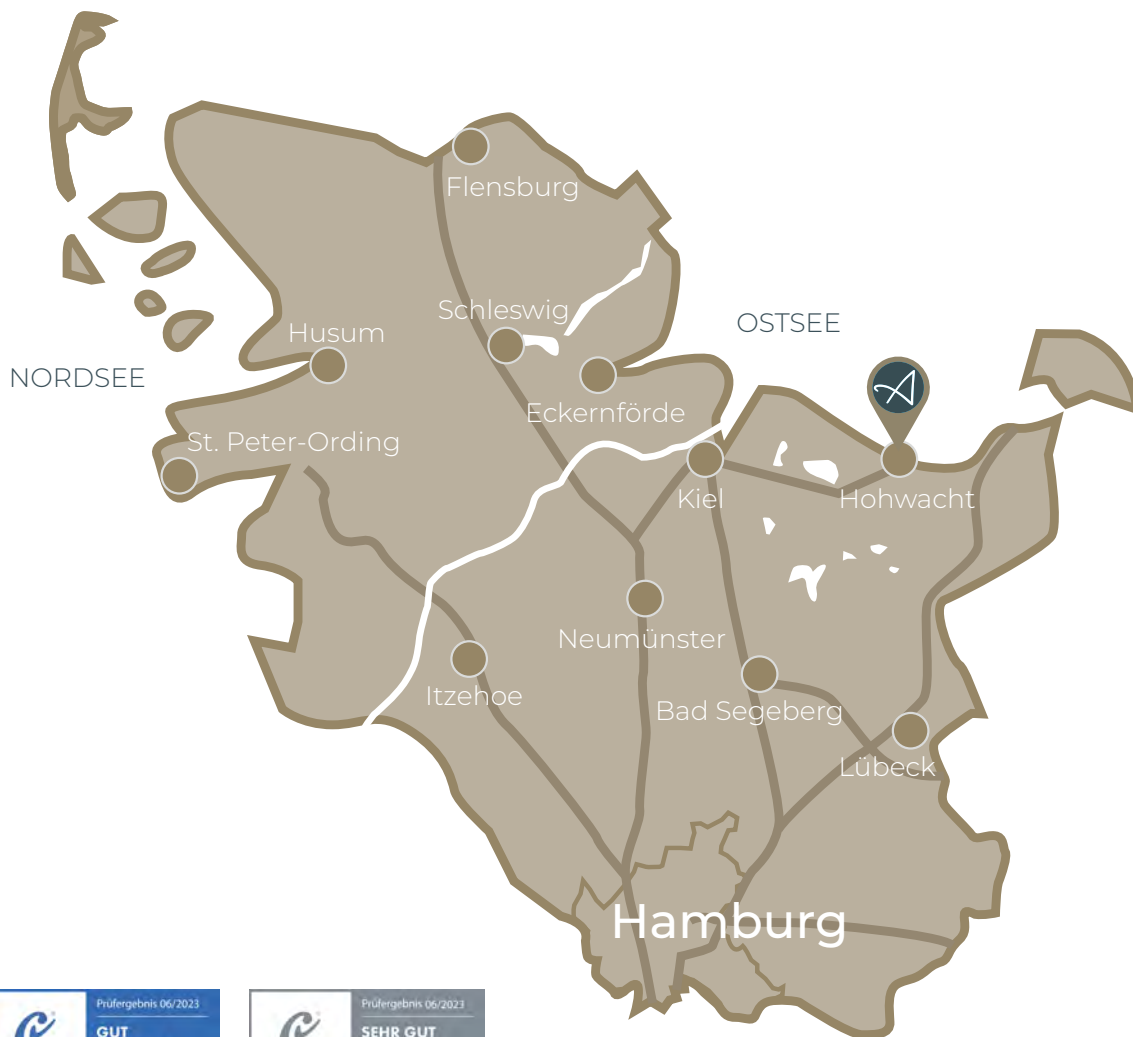 Flensburg
Schleswig
OSTSEE
Husum
NORDSEE
Eckernförde
St. Peter-Ording
Kiel
Hohwacht
Neumünster
Itzehoe
Bad Segeberg
Lübeck
Hamburg
Prüfergebnis 06/2023
GUT
Prüfergebnis 06/2023
SEHR GUT